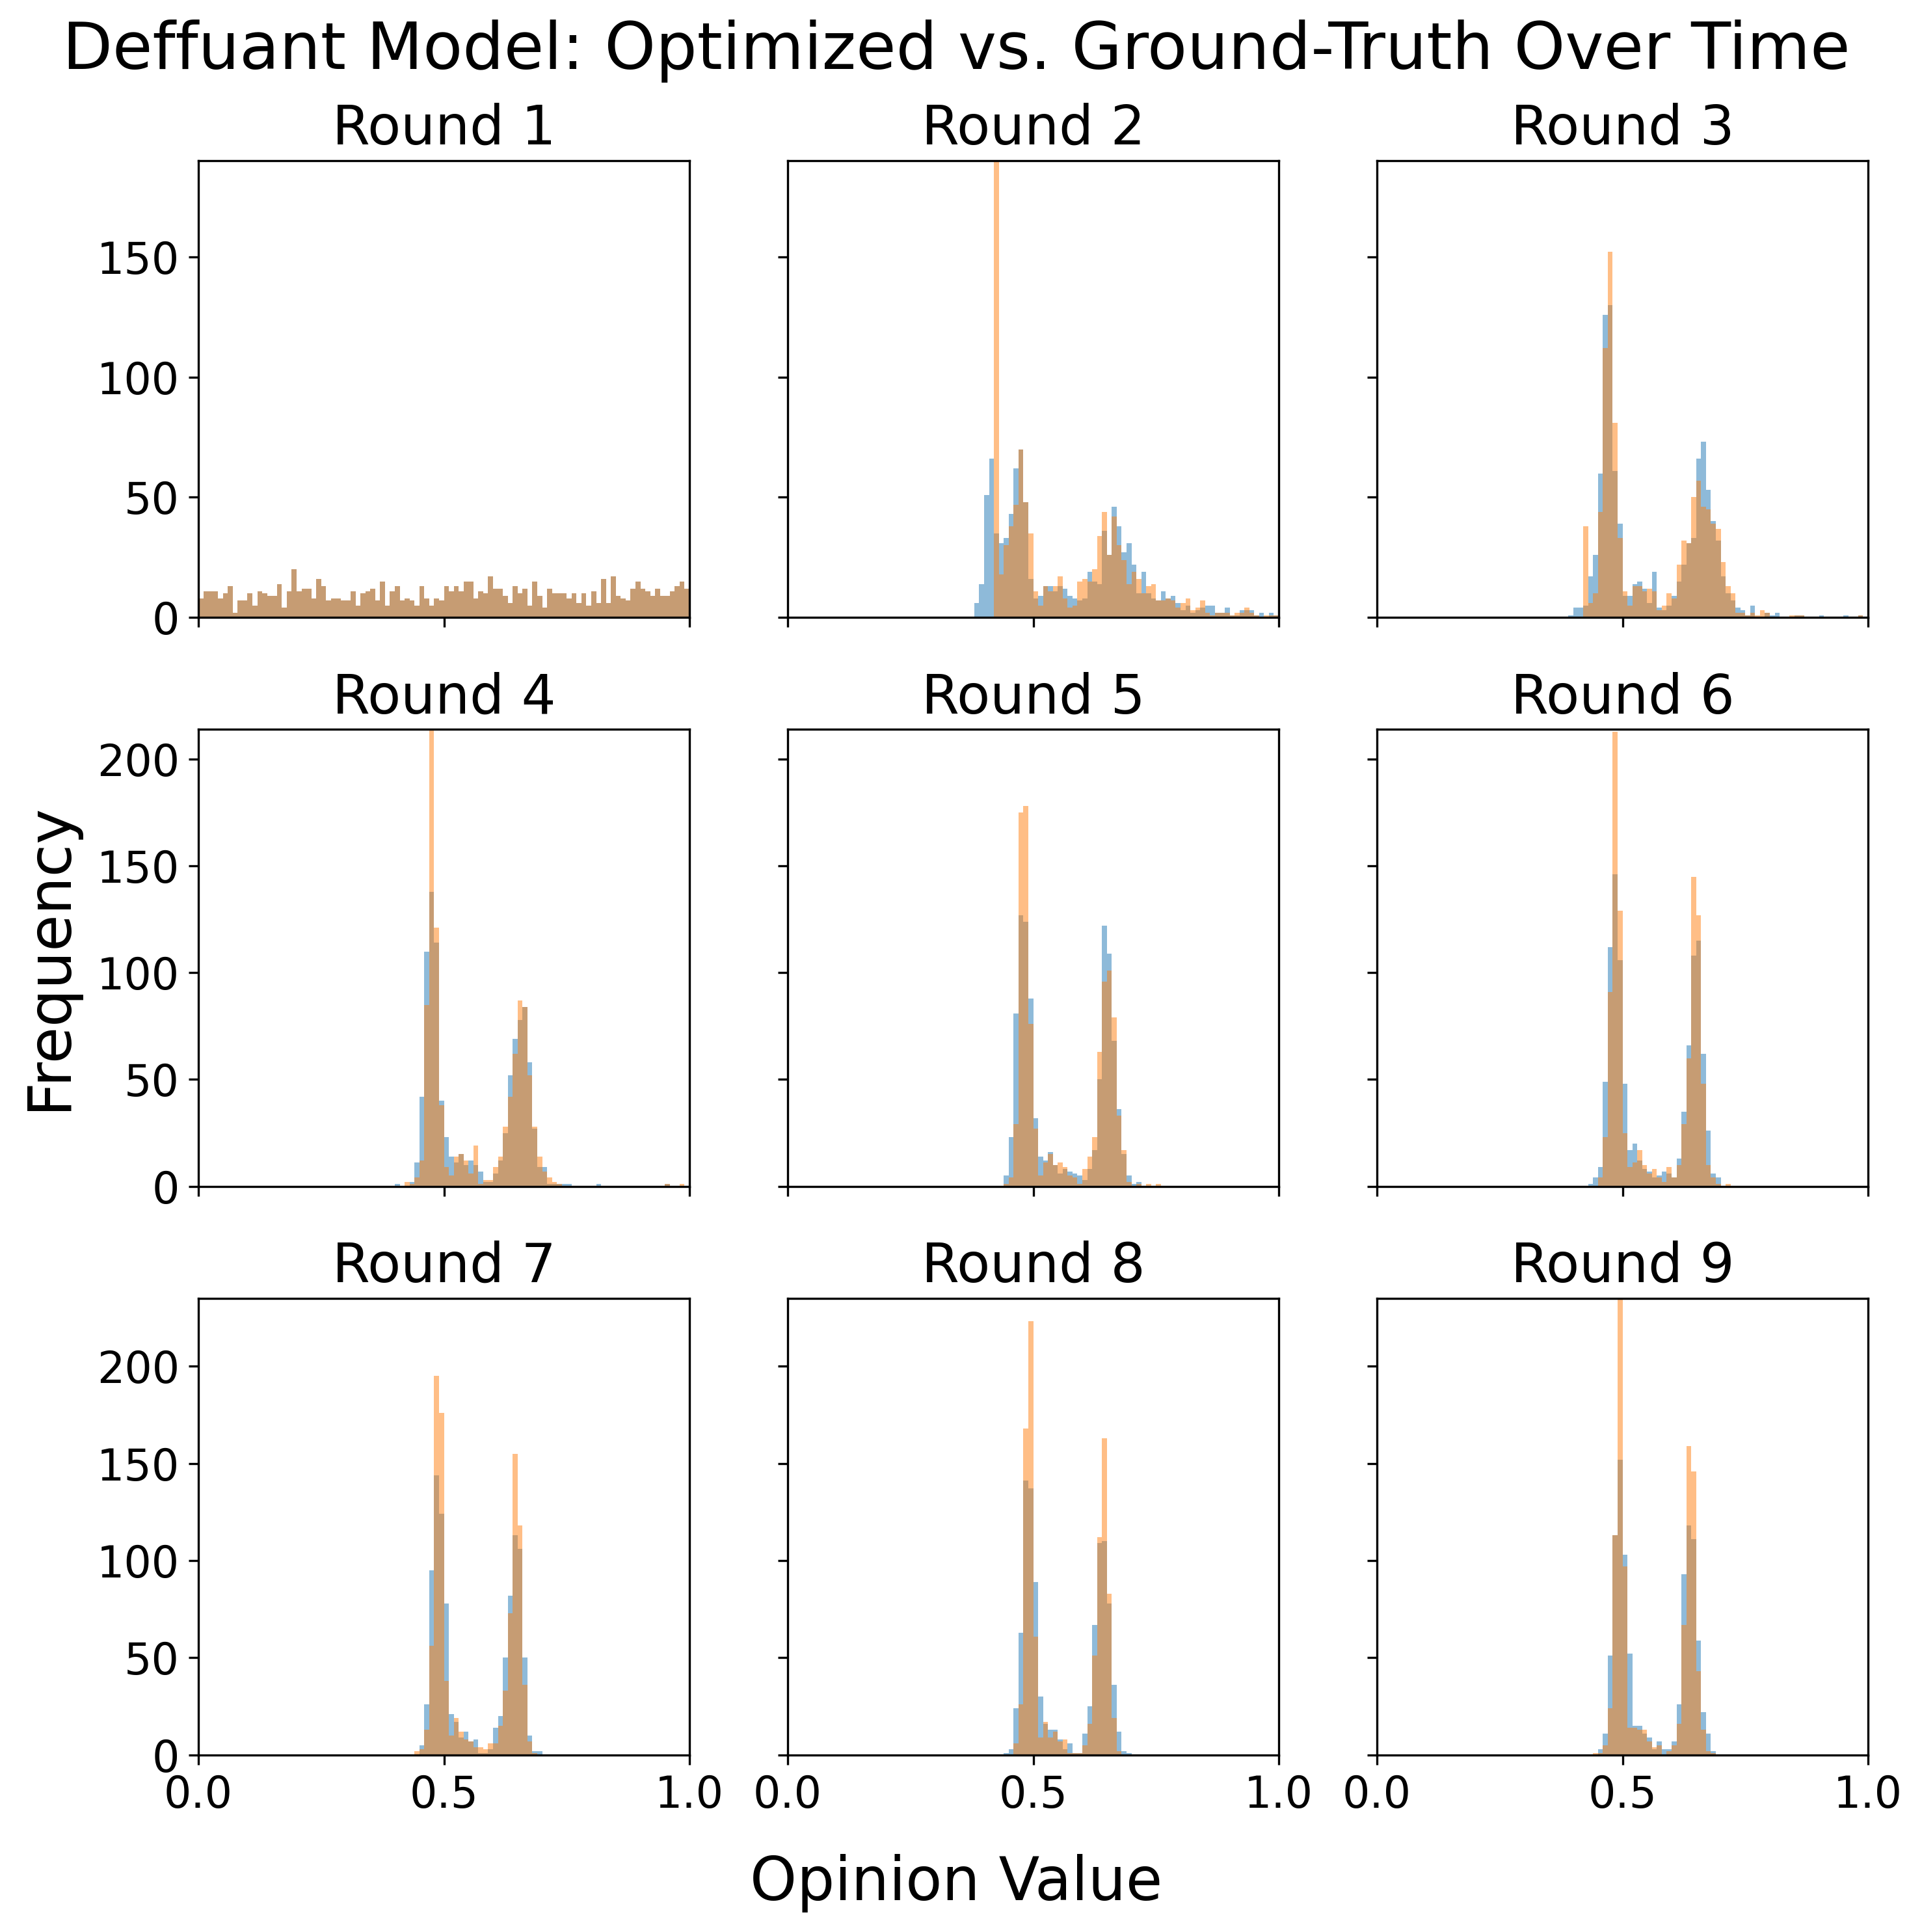 Deffuant Model: Optimized vs. Ground-Truth Over Time
Round 1
Round 2
Round 3
150
100
50
0
Round 4
Round 5
Round 6
200
150
100
50
0
Frequency
Round 7
Round 8
Round 9
200
150
100
50
0
0.0 0.5 1.0 0.0 0.5 1.0 0.0 0.5 1.0
Opinion Value